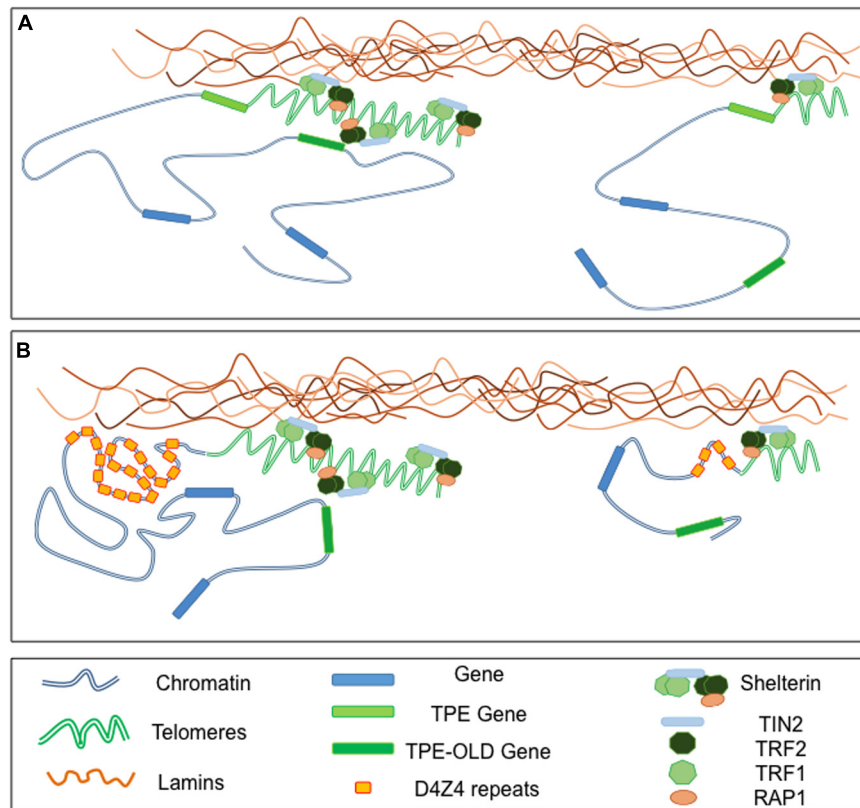 A
B
Chromatin
Telomeres
Lamins
Gene
TPE Gene
TPE-OLD Gene
D4Z4 repeats
Shelterin
TIN2
TRF2
TRF1
RAP1